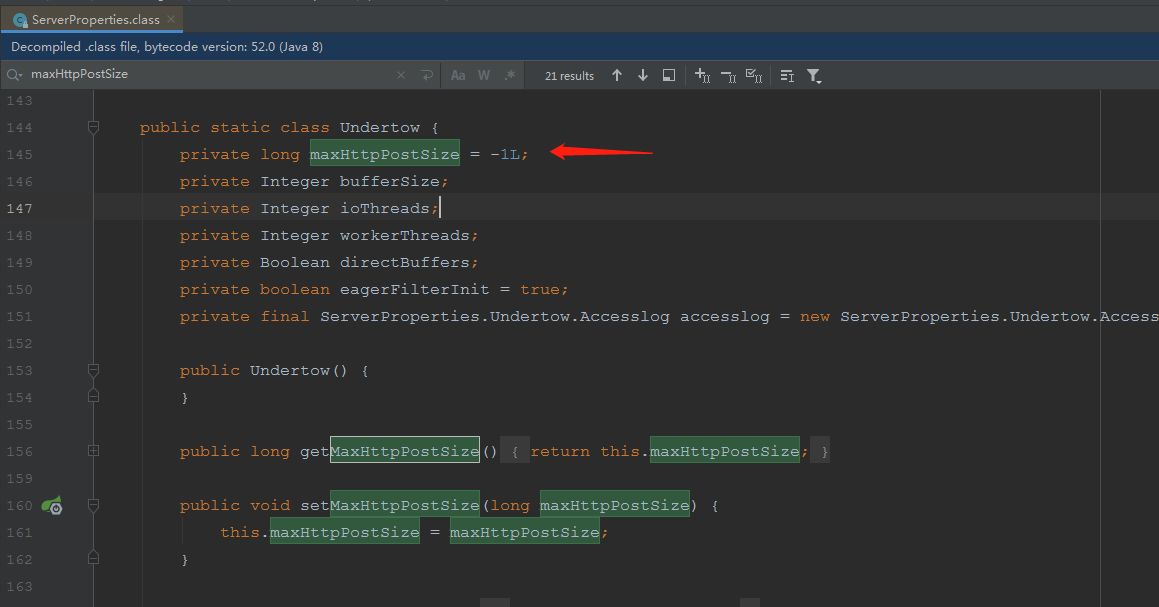 ServerProperties.class
Decompiled .class file, bytecode version: 52.0 (Java 8)
maxHttpPostSize Aa W .* 21 results
143
144 public static class Undertow {
145 private long maxHttpPostSize = -1L;
146 private Integer bufferSize;
147 private Integer ioThreads;
148 private Integer workerThreads;
149 private Boolean directBuffers;
150 private boolean eagerFilterInit = true;
151 private final ServerProperties.Undertow.Accesslog accesslog = new ServerProperties.Undertow.Access
152
153 public Undertow() {
154 }
155
156 public long getMaxHttpPostSize() { return this.maxHttpPostSize; }
159
160 public void setMaxHttpPostSize(long maxHttpPostSize) {
161 this.maxHttpPostSize = maxHttpPostSize;
162 }
163